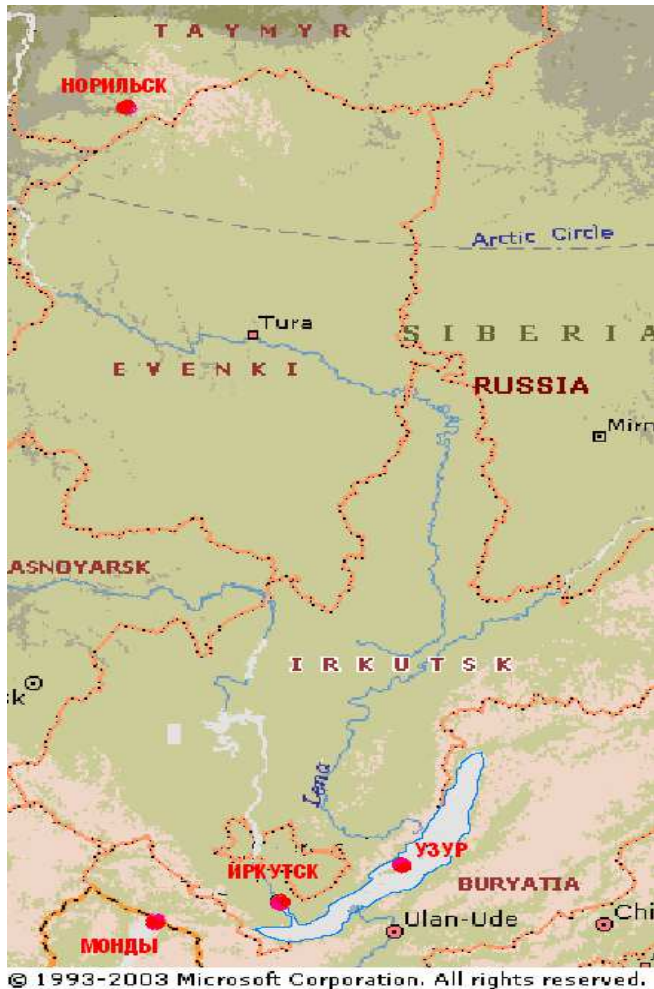 TAYMYR
НОРИЛЬСК
Arctic Circle
Tura
SIBERIA
EVENKI
RUSSIA
Mirn
ASNOYARSK
IRKUTSK
sk
Lena
УЗУР
ИРКУТСК
BURYATIA
Ulan-Ude
Chi
МОНДЫ
© 1993-2003 Microsoft Corporation. All rights reserved.